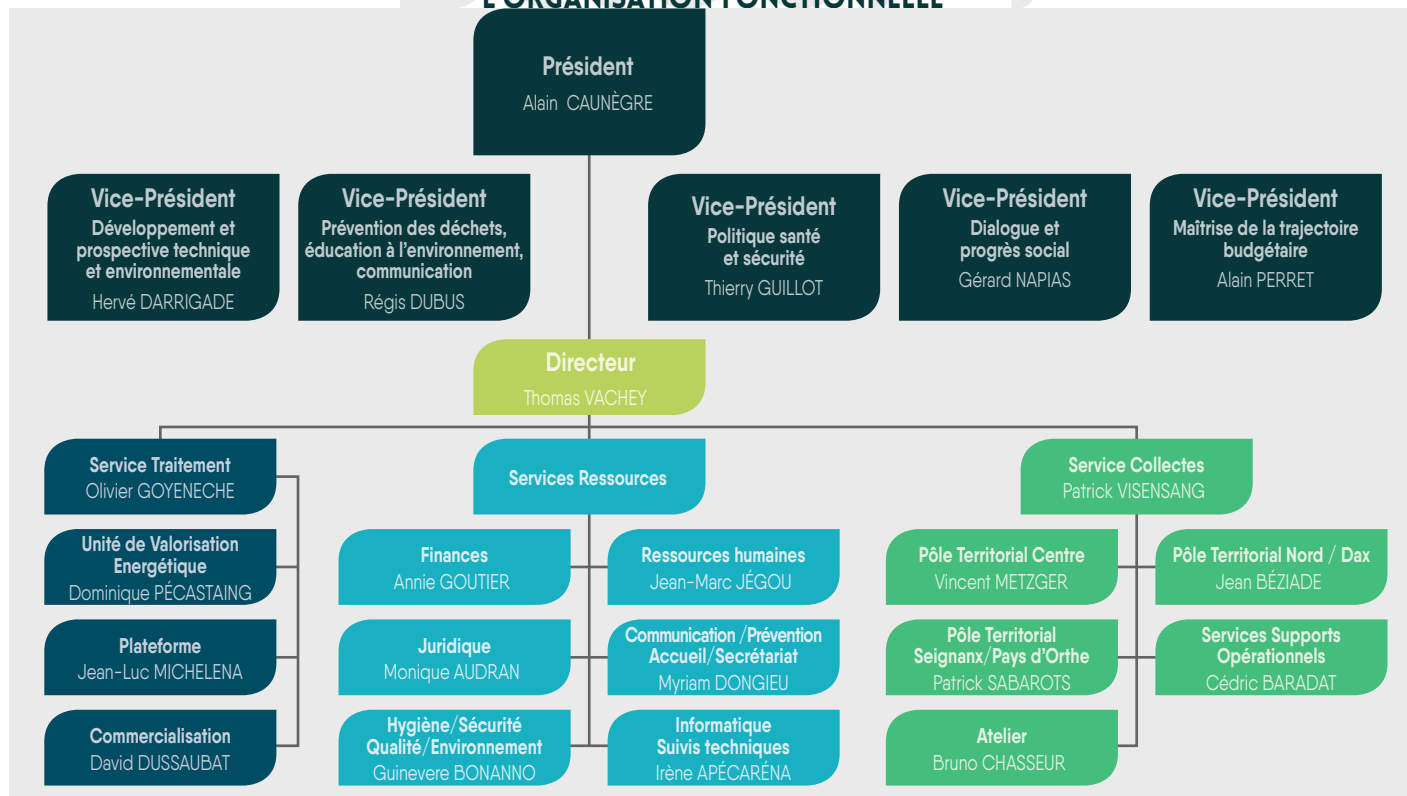 L'ORGANISATION FONCTIONNELLE
Président
Alain CAUNÈGRE
Vice-Président
Développement et
prospective technique
et environnementale
Hervé DARRIGADE
Vice-Président
Prévention des déchets,
éducation à l'environnement,
communication
Régis DUBUS
Vice-Président
Politique santé
et sécurité
Thierry GUILLOT
Vice-Président
Dialogue et
progrès social
Gérard NAPIAS
Vice-Président
Maîtrise de la trajectoire
budgétaire
Alain PERRET
Directeur
Thomas VACHEY
Service Traitement
Olivier GOYENECHE
Unité de Valorisation
Energétique
Dominique PÉCASTAING
Plateforme
Jean-Luc MICHELENA
Commercialisation
David DUSSAUBAT
Services Ressources
Finances
Annie GOUTIER
Ressources humaines
Jean-Marc JÉGOU
Juridique
Monique AUDRAN
Communication /Prévention
Accueil/Secrétariat
Myriam DONGIEU
Hygiène/Sécurité
Qualité/Environnement
Guinevere BONANNO
Informatique
Suivis techniques
Irène APÉCARÉNA
Service Collectes
Patrick VISENSANG
Pôle Territorial Centre
Vincent METZGER
Pôle Territorial Nord / Dax
Jean BÉZIADE
Pôle Territorial
Seignanx/Pays d'Orthe
Patrick SABAROTS
Services Supports
Opérationnels
Cédric BARADAT
Atelier
Bruno CHASSEUR